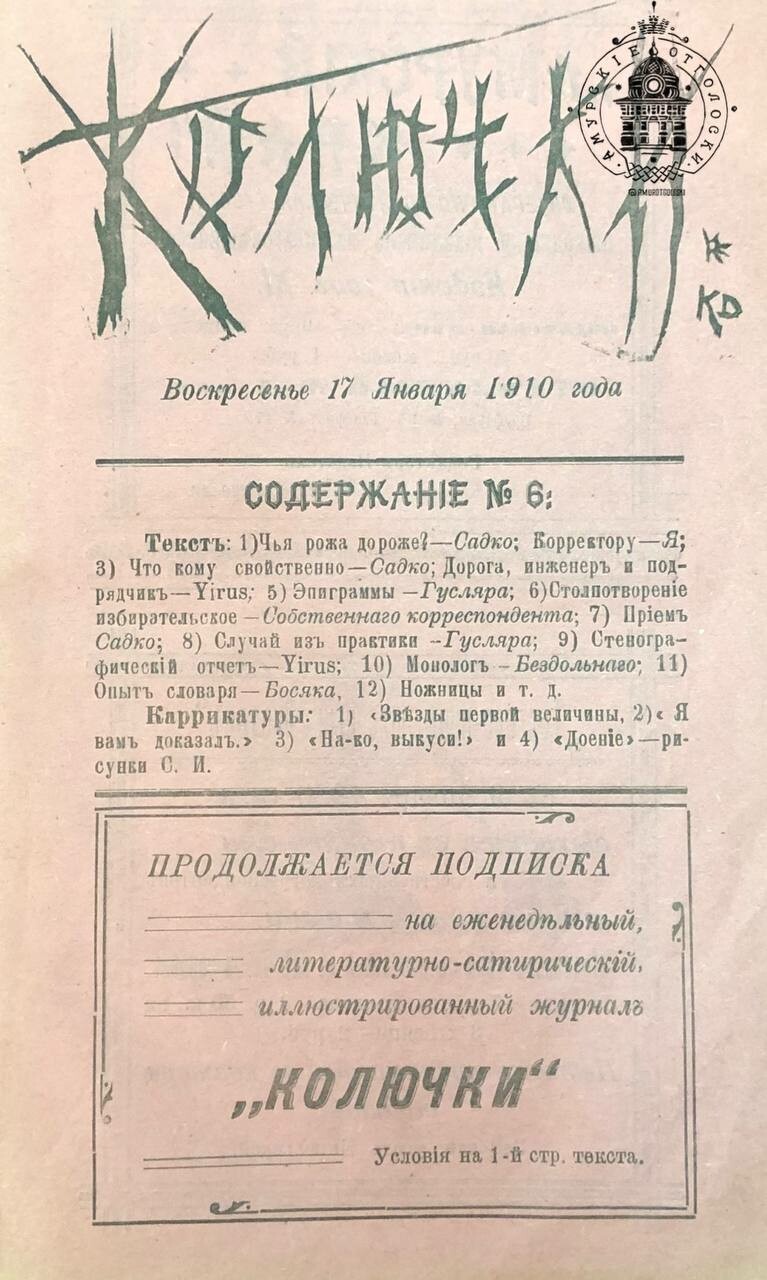 КОЛЮЧКИ
АМУРСКІЕ ОТГОЛОСКИ
@AMUROTGOLOSKI
Воскресенье 17 Января 1910 года
СОДЕРЖАНІЕ № 6:
Текстъ: 1)Чья рожа дороже?—Садко; Корректору—Я;
3) Что кому свойственно—Садко; Дорога, инженер и под-
рядчик—Yirus; 5) Эпиграммы —Гусляра; 6)Столпотвореніе
избирательское — Собственнаго корреспондента; 7) Пріемъ
Садко; 8) Случай изъ практики -Гусляра; 9) Стеногра-
фическій отчет—Yirus; 10) Монологъ -Бездольнаго; 11)
Опытъ словаря—Босяка, 12) Ножницы и т. д.
Каррикатуры: 1) «Звѣзды первой величины, 2)« Я
вамъ доказалъ.» 3) «На-ко, выкуси!» и 4) «Доеніе»—ри-
сунки С. И.
ПРОДОЛЖАЕТСЯ ПОДПИСКА
на еженедѣльный,
литературно-сатирическій,
иллюстрированный журналъ
„КОЛЮЧКИ“
Условія на 1-й стр. текста.